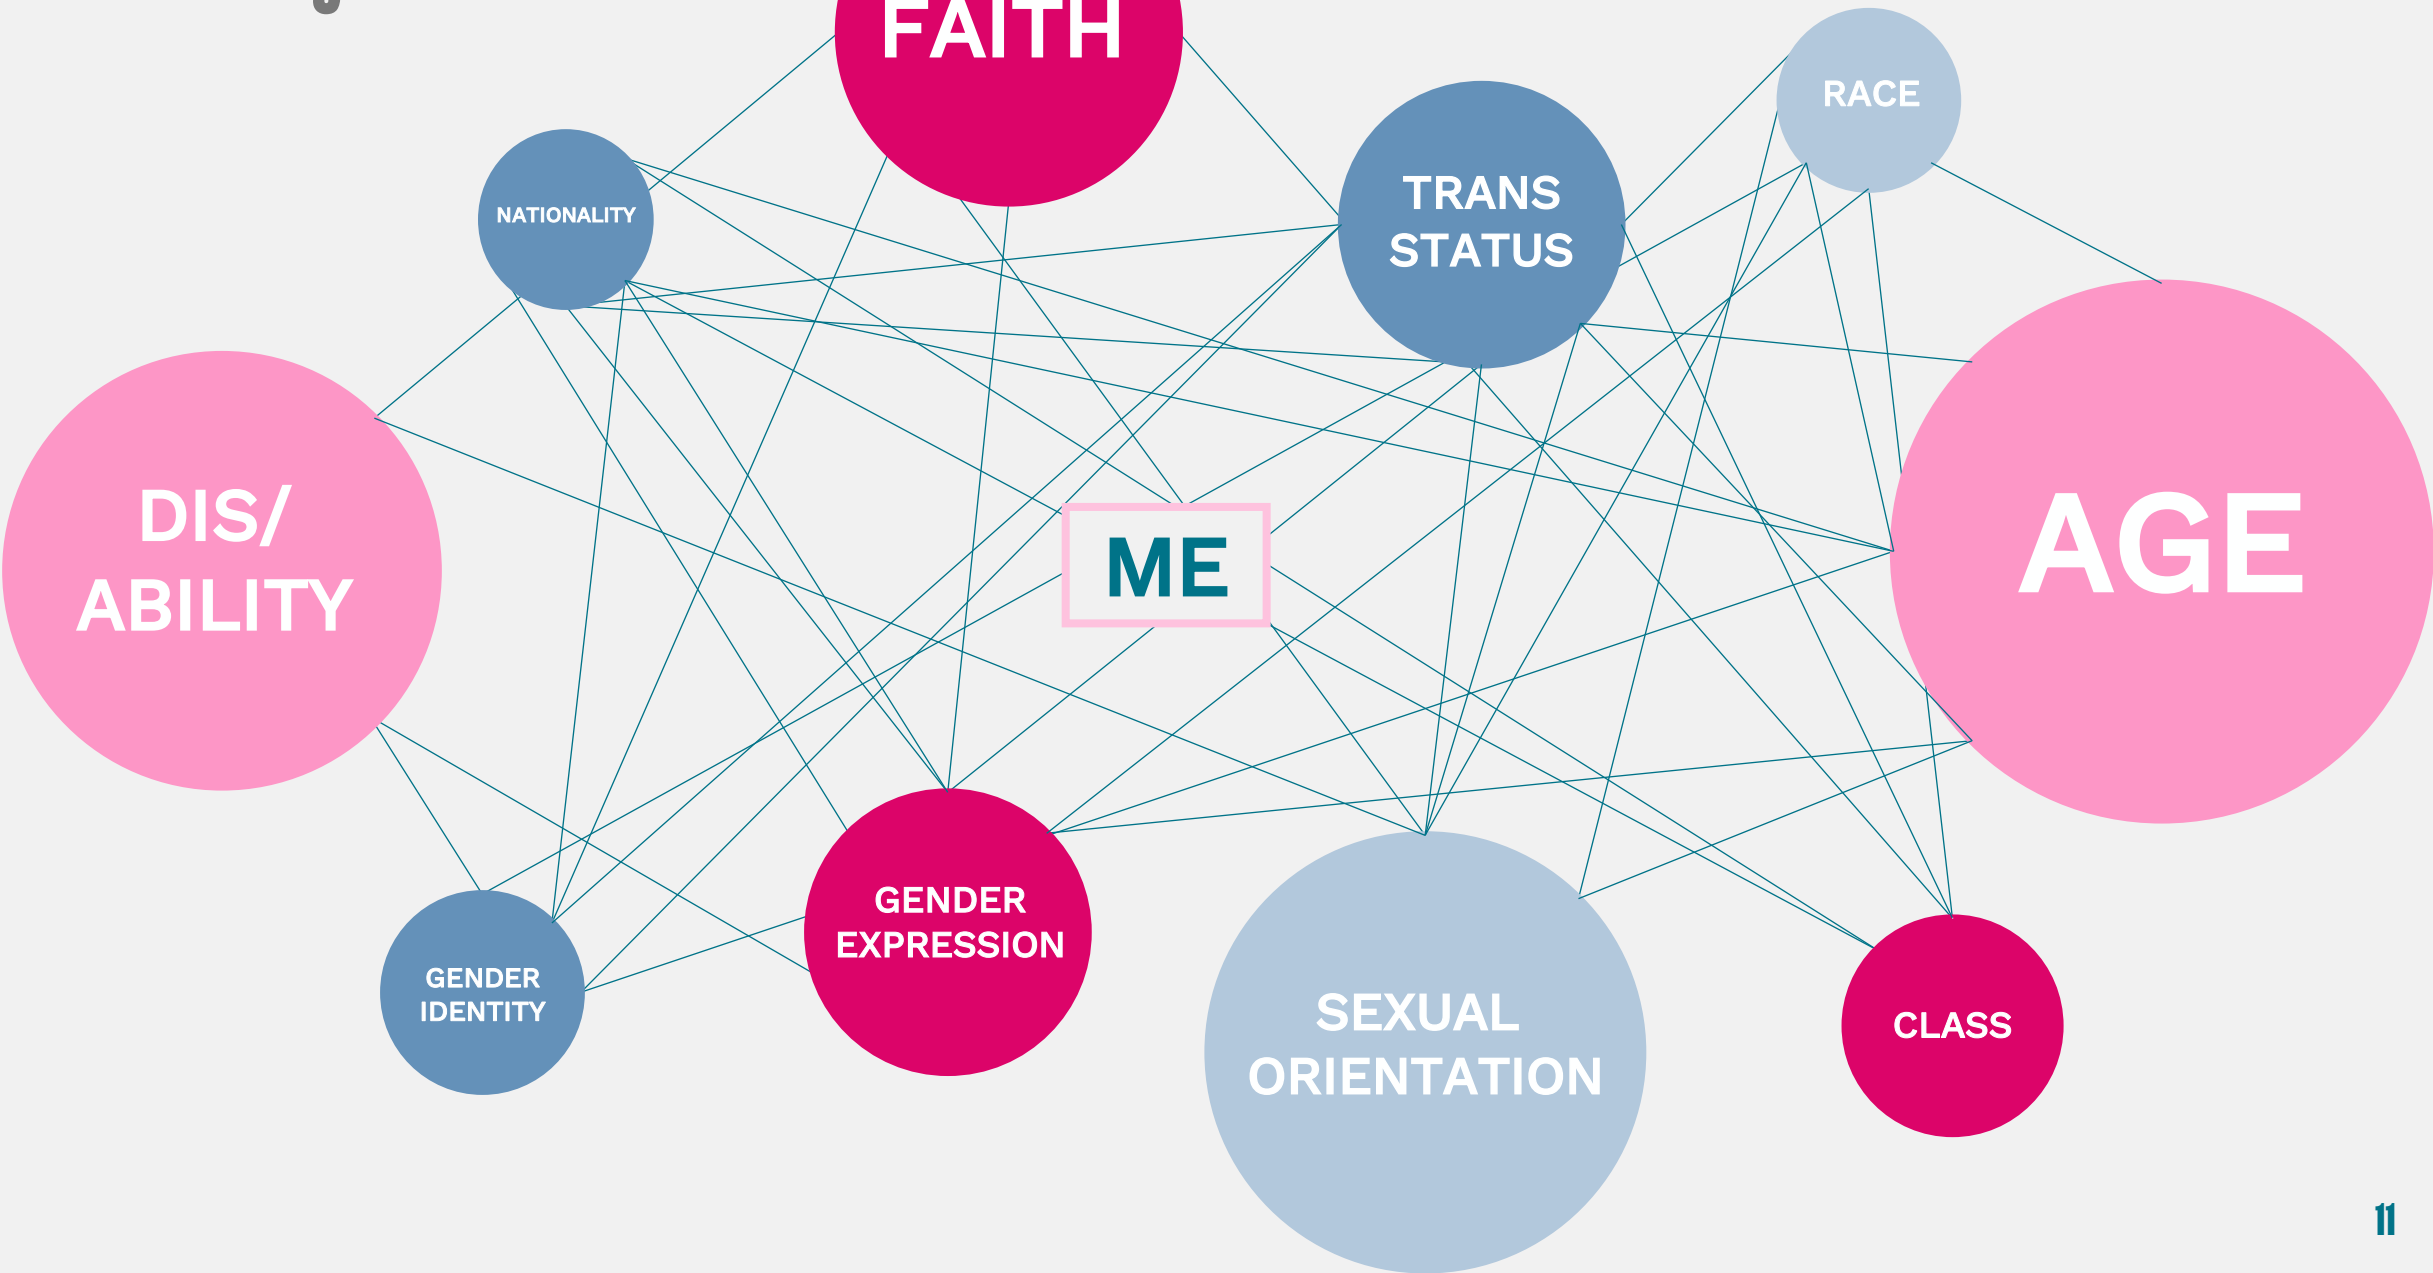 FAITH
RACE
NATIONALITY
TRANS
STATUS
DIS/
ABILITY
ME
AGE
GENDER
EXPRESSION
GENDER
IDENTITY
SEXUAL
ORIENTATION
CLASS
11